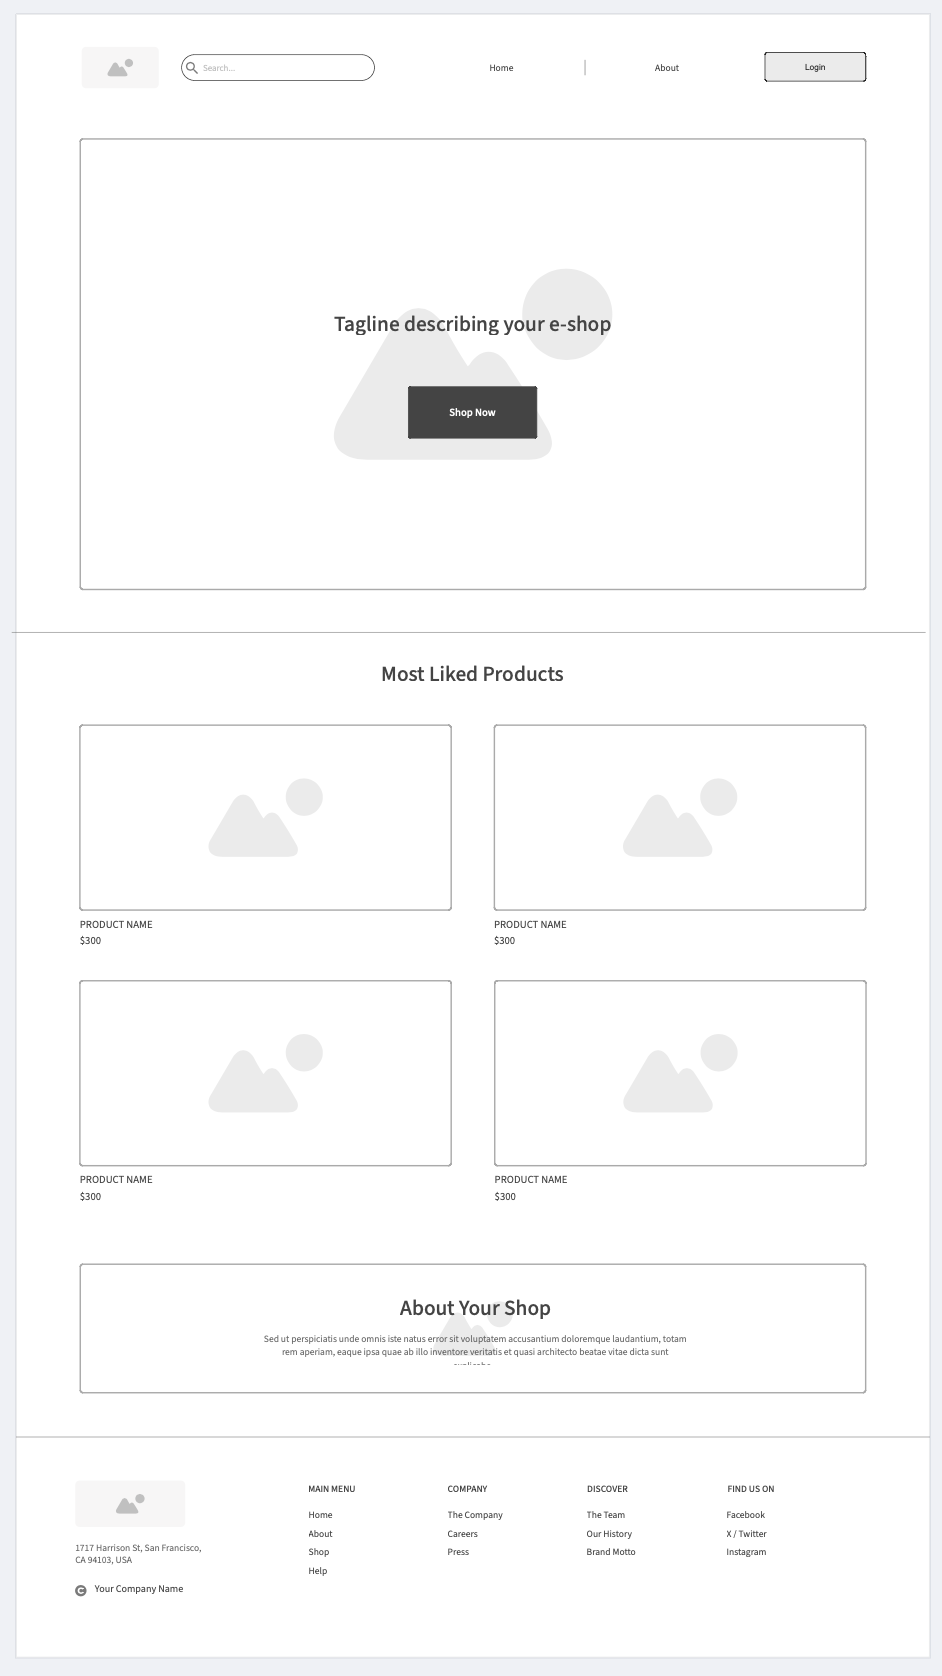 Search...
Home
About
Login
Tagline describing your e-shop
Shop Now
Most Liked Products
PRODUCT NAME
$300
PRODUCT NAME
$300
PRODUCT NAME
$300
PRODUCT NAME
$300
About Your Shop
Sed ut perspiciatis unde omnis iste natus error sit voluptatem accusantium doloremque laudantium, totam
rem aperiam, eaque ipsa quae ab illo inventore veritatis et quasi architecto beatae vitae dicta sunt
1717 Harrison St, San Francisco,
CA 94103, USA
Your Company Name
MAIN MENU
Home
About
Shop
Help
COMPANY
The Company
Careers
Press
DISCOVER
The Team
Our History
Brand Motto
FIND US ON
Facebook
X / Twitter
Instagram